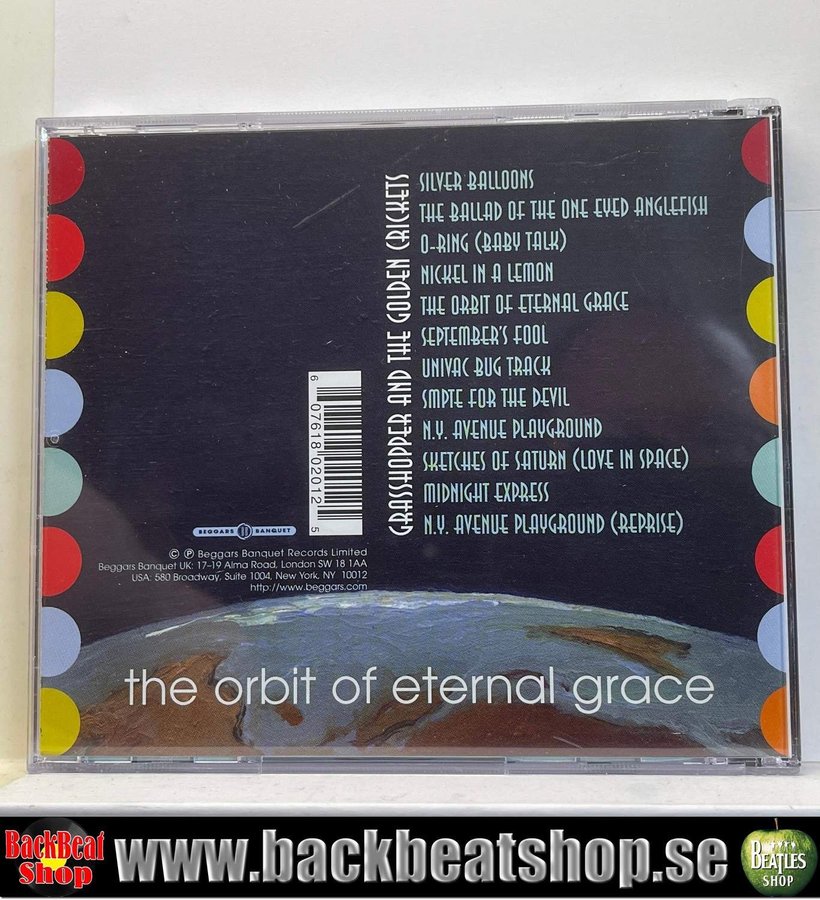 GRASSHOPPER AND THE GOLDEN CRICKETS
SILVER BALLOONS
THE BALLAD OF THE ONE EYED ANGLEFISH
O-RING (BABY TALK)
NICKEL IN A LEMON
THE ORBIT OF ETERNAL GRACE
SEPTEMBER'S FOOL
UNIVAC BUG TRACK
SMPTE FOR THE DEVIL
N.Y. AVENUE PLAYGROUND
SKETCHES OF SATURN (LOVE IN SPACE)
MIDNIGHT EXPRESS
N.Y. AVENUE PLAYGROUND (REPRISE)
6 07618 02012 5
BEGGARS BANQUET
© ℗ Beggars Banquet Records Limited
Beggars Banquet UK: 17-19 Alma Road, London SW 18 1AA
USA: 580 Broadway, Suite 1004, New York, NY 10012
http://www.beggars.com
the orbit of eternal grace
BackBeat
Shop
www.backbeatshop.se
BEATLES
SHOP